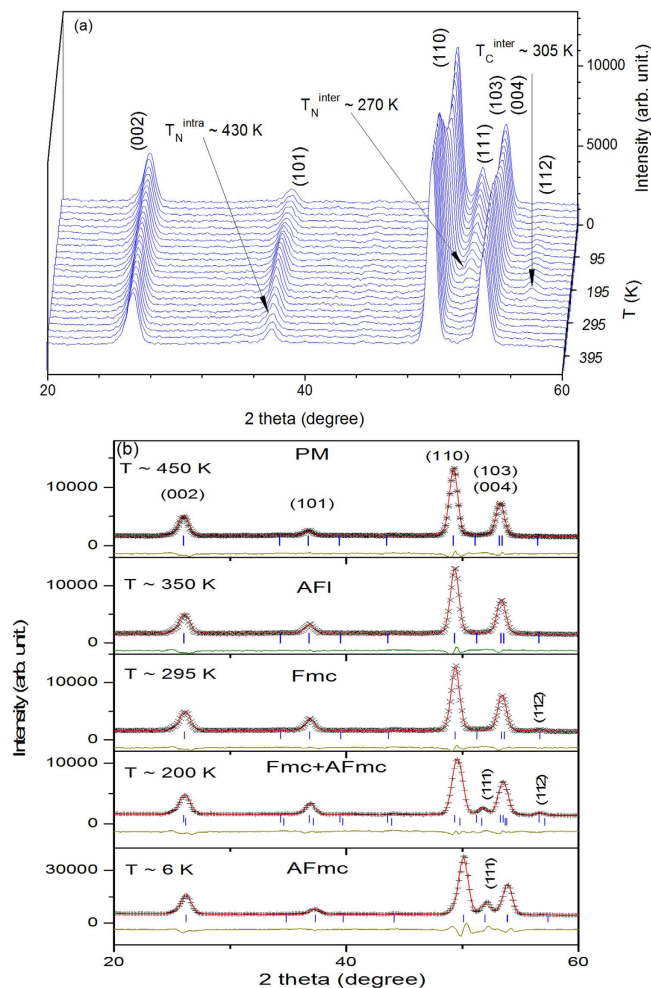 (a)
(002)
T_N^intra ~ 430 K
(101)
T_N^inter ~ 270 K
(110)
(111)
(103)
(004)
T_C^inter ~ 305 K
(112)
10000
5000
0
Intensity (arb. unit.)
95
195
295
395
T (K)
20
40
60
2 theta (degree)
(b)
T ~ 450 K
PM
(002)
(101)
(110)
(103)
(004)
10000
0
T ~ 350 K
AFI
10000
0
T ~ 295 K
Fmc
(112)
10000
0
T ~ 200 K
Fmc+AFmc
(111)
(112)
10000
0
T ~ 6 K
AFmc
(111)
30000
0
Intensity (arb. unit.)
20
30
40
50
60
2 theta (degree)